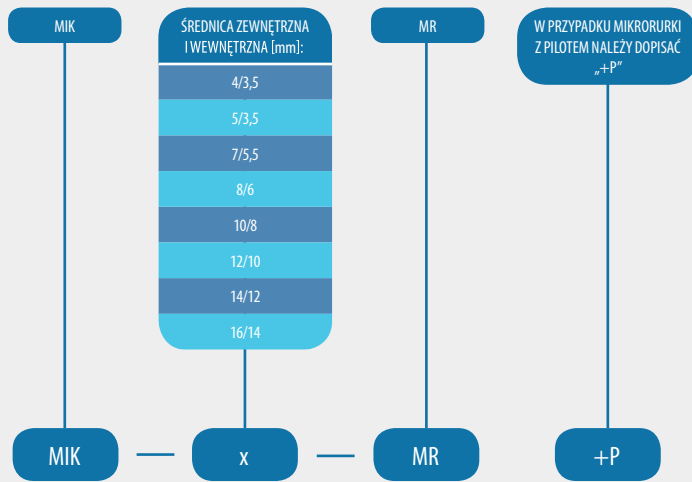 MIK
ŚREDNICA ZEWNĘTRZNA
I WEWNĘTRZNA [mm]:
4/3,5
5/3,5
7/5,5
8/6
10/8
12/10
14/12
16/14
MR
W PRZYPADKU MIKRORURKI
Z PILOTEM NALEŻY DOPISAĆ
„+P”
MIK — x — MR +P